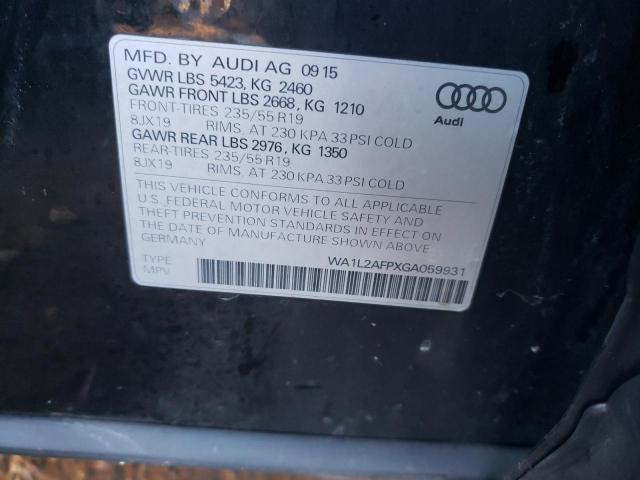 MFD. BY AUDI AG 09 15
GVWR LBS 5423, KG 2460
GAWR FRONT LBS 2668, KG 1210
FRONT-TIRES 235/55 R19
8JX19 RIMS, AT 230 KPA 33 PSI COLD
GAWR REAR LBS 2976, KG 1350
REAR-TIRES 235/55 R19
8JX19 RIMS, AT 230 KPA 33 PSI COLD
Audi
THIS VEHICLE CONFORMS TO ALL APPLICABLE
U.S. FEDERAL MOTOR VEHICLE SAFETY AND
THEFT PREVENTION STANDARDS IN EFFECT ON
THE DATE OF MANUFACTURE SHOWN ABOVE
GERMANY
TYPE WA1L2AFPXGA059931
MPV